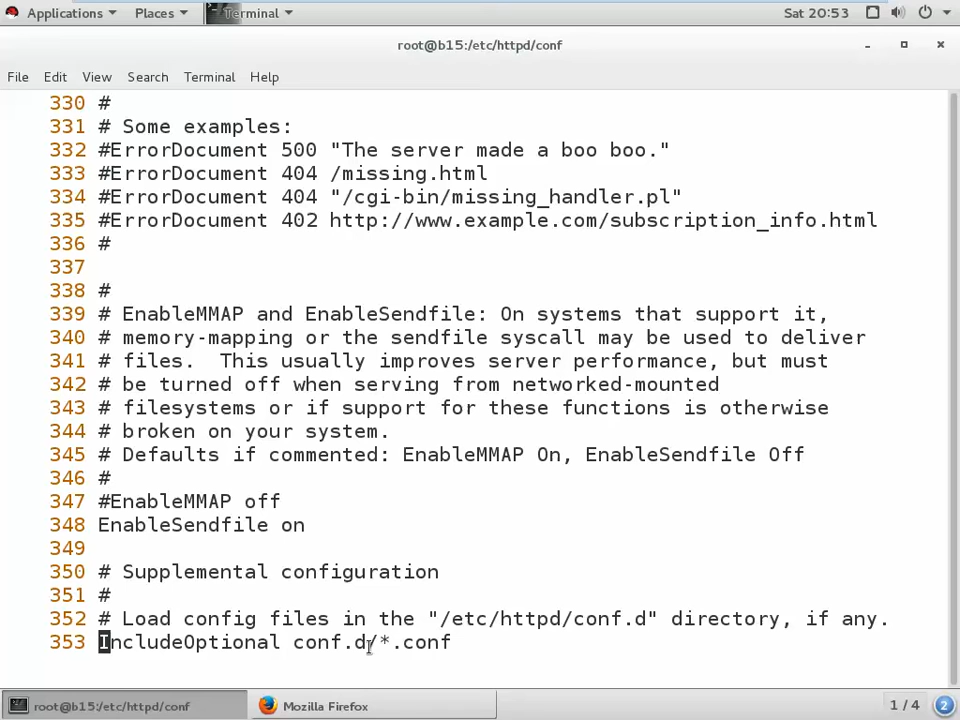 Applications Places Terminal Sat 20:53
root@b15:/etc/httpd/conf
File Edit View Search Terminal Help
330 #
331 # Some examples:
332 #ErrorDocument 500 "The server made a boo boo."
333 #ErrorDocument 404 /missing.html
334 #ErrorDocument 404 "/cgi-bin/missing_handler.pl"
335 #ErrorDocument 402 http://www.example.com/subscription_info.html
336 #
337
338 #
339 # EnableMMAP and EnableSendfile: On systems that support it,
340 # memory-mapping or the sendfile syscall may be used to deliver
341 # files.  This usually improves server performance, but must
342 # be turned off when serving from networked-mounted
343 # filesystems or if support for these functions is otherwise
344 # broken on your system.
345 # Defaults if commented: EnableMMAP On, EnableSendfile Off
346 #
347 #EnableMMAP off
348 EnableSendfile on
349
350 # Supplemental configuration
351 #
352 # Load config files in the "/etc/httpd/conf.d" directory, if any.
353 IncludeOptional conf.d/*.conf
root@b15:/etc/httpd/conf Mozilla Firefox 1 / 4 2